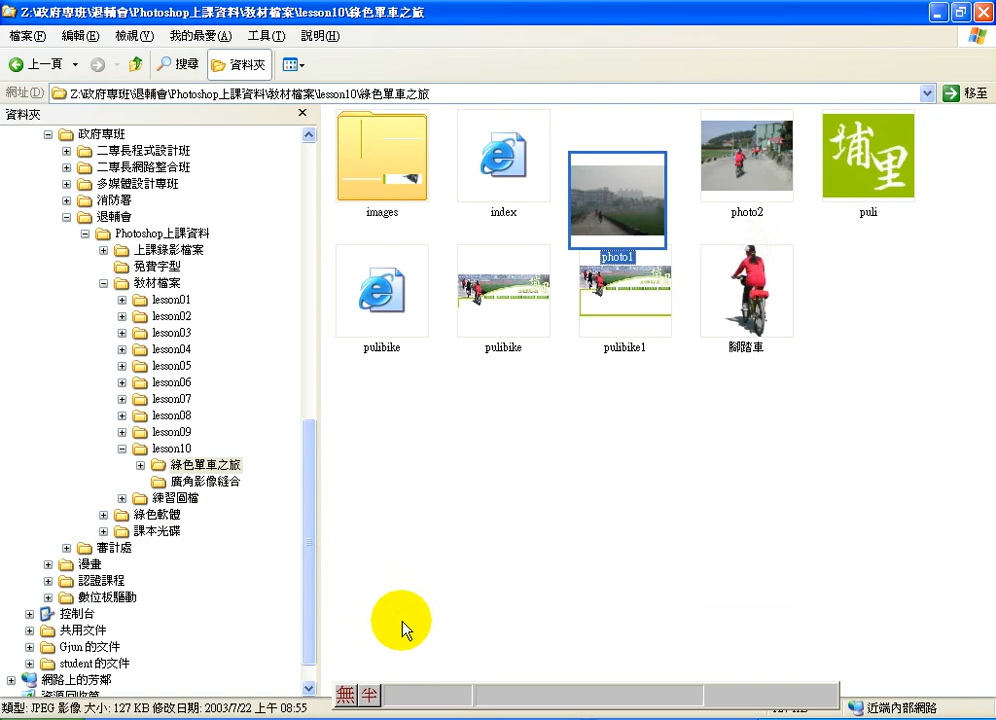 Z:\政府專班\退輔會\Photoshop上課資料\教材檔案\lesson10\綠色單車之旅
檔案(F) 編輯(E) 檢視(V) 我的最愛(A) 工具(T) 說明(H)
上一頁 搜尋 資料夾
網址(D) Z:\政府專班\退輔會\Photoshop上課資料\教材檔案\lesson10\綠色單車之旅 移至
資料夾
政府專班
二專長程式設計班
二專長網路整合班
多媒體設計專班
消防署
退輔會
Photoshop上課資料
上課錄影檔案
免費字型
教材檔案
lesson01
lesson02
lesson03
lesson04
lesson05
lesson06
lesson07
lesson08
lesson09
lesson10
綠色單車之旅
廣角影像縫合
練習圖檔
綠色軟體
課本光碟
審計處
漫畫
認證課程
數位板驅動
控制台
共用文件
Gjun 的文件
student 的文件
網路上的芳鄰
資源回收筒
埔里
images index photo1 photo2 puli
pulibike pulibike pulibike1 腳踏車
無 半
類型: JPEG 影像 大小: 127 KB 修改日期: 2003/7/22 上午 08:55 近端內部網路